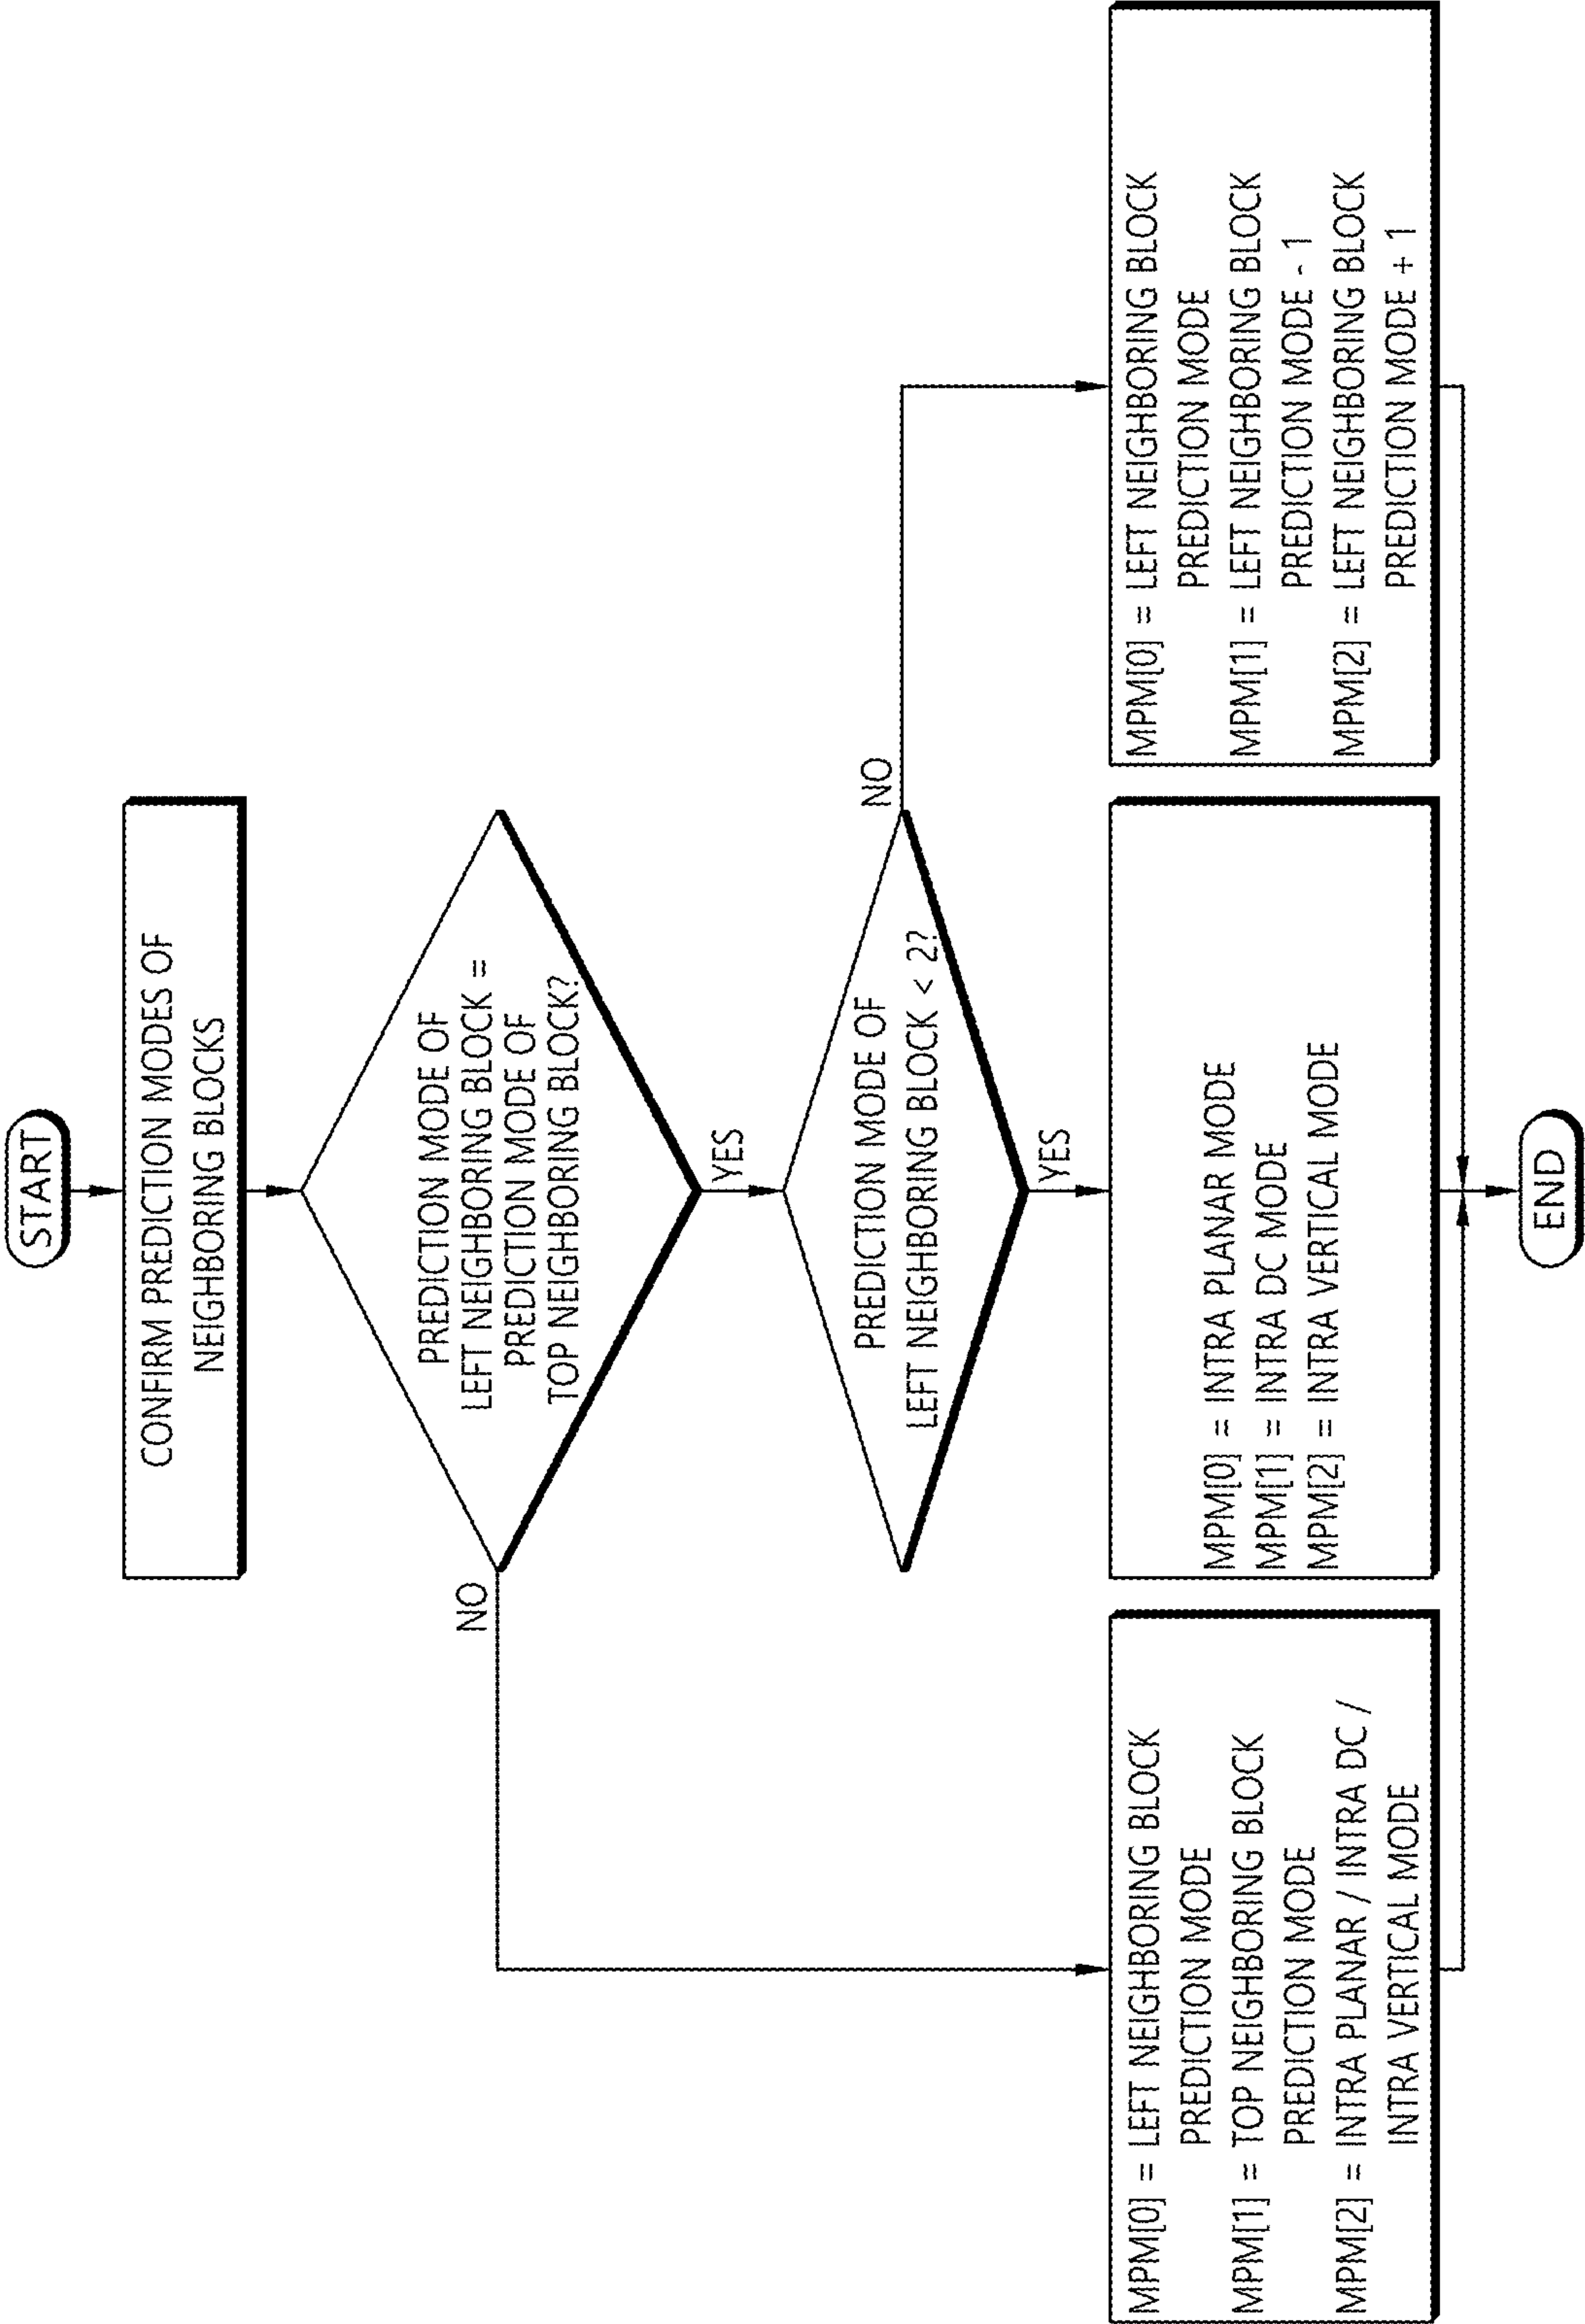 START
CONFIRM PREDICTION MODES OF
NEIGHBORING BLOCKS
PREDICTION MODE OF
LEFT NEIGHBORING BLOCK =
PREDICTION MODE OF
TOP NEIGHBORING BLOCK?
NO
YES
PREDICTION MODE OF
LEFT NEIGHBORING BLOCK < 2?
NO
YES
MPM[0] = LEFT NEIGHBORING BLOCK
PREDICTION MODE
MPM[1] = TOP NEIGHBORING BLOCK
PREDICTION MODE
MPM[2] = INTRA PLANAR / INTRA DC /
INTRA VERTICAL MODE
MPM[0] = INTRA PLANAR MODE
MPM[1] = INTRA DC MODE
MPM[2] = INTRA VERTICAL MODE
MPM[0] = LEFT NEIGHBORING BLOCK
PREDICTION MODE
MPM[1] = LEFT NEIGHBORING BLOCK
PREDICTION MODE - 1
MPM[2] = LEFT NEIGHBORING BLOCK
PREDICTION MODE + 1
END